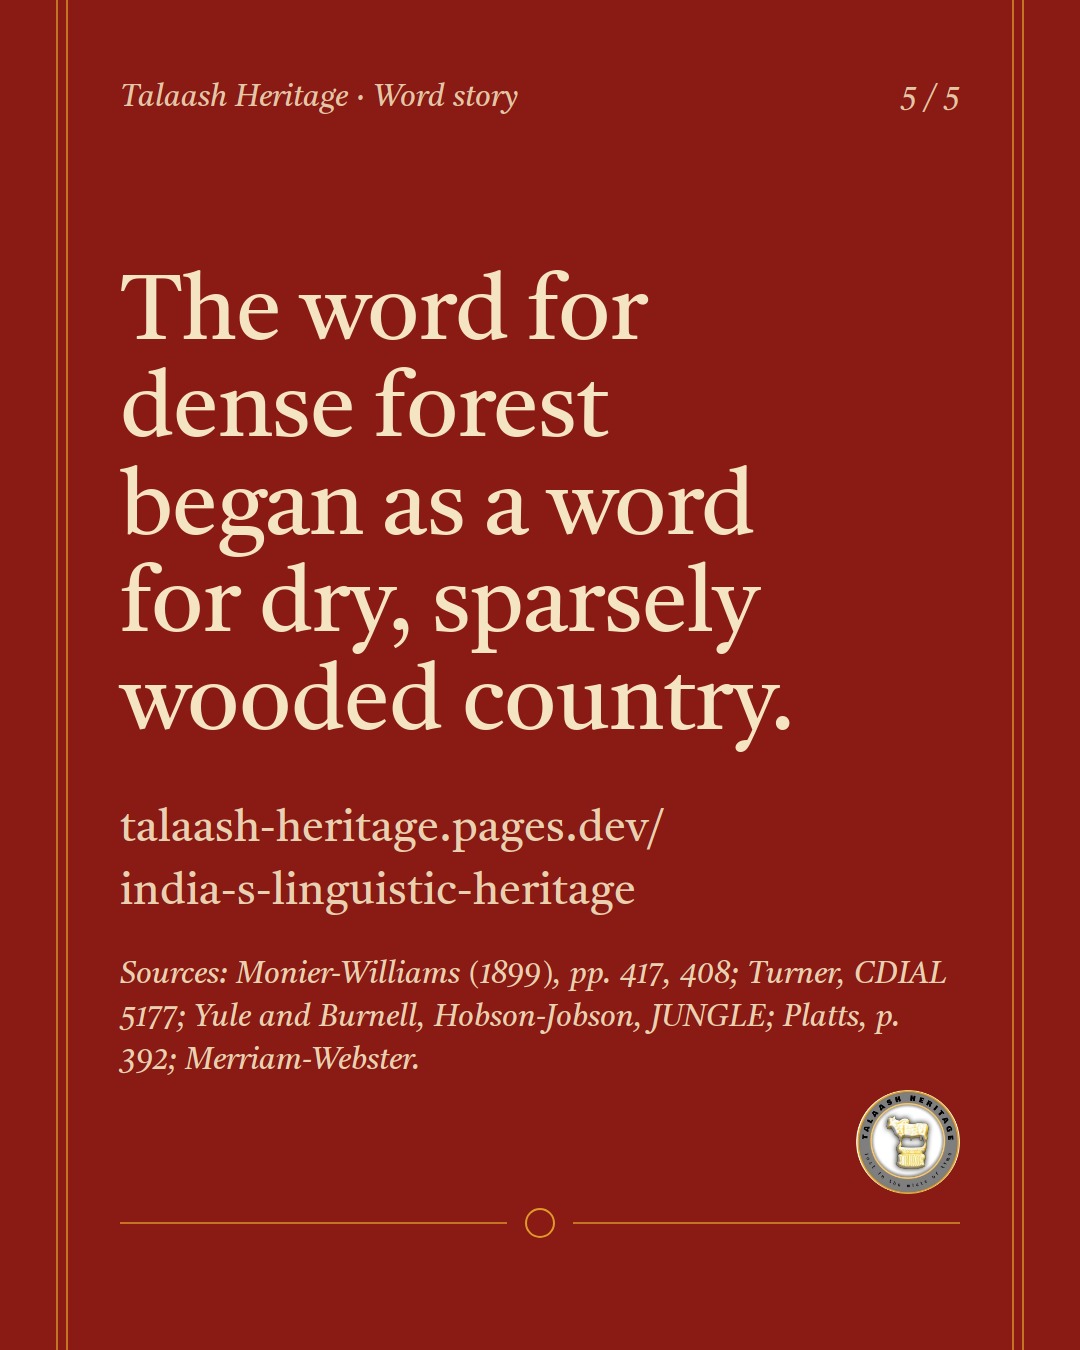 Talaash Heritage · Word story
5 / 5
The word for
dense forest
began as a word
for dry, sparsely
wooded country.
talaash-heritage.pages.dev/
india-s-linguistic-heritage
Sources: Monier-Williams (1899), pp. 417, 408; Turner, CDIAL
5177; Yule and Burnell, Hobson-Jobson, JUNGLE; Platts, p.
392; Merriam-Webster.
TALAASH HERITAGE